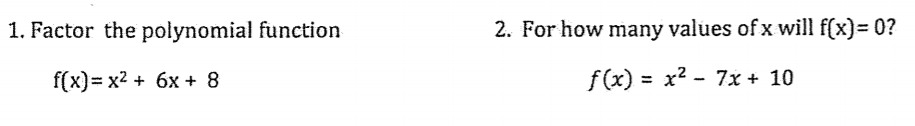 1. Factor the polynomial function
f(x)= x² + 6x + 8
2. For how many values of x will f(x)= 0?
f(x) = x² − 7x + 10